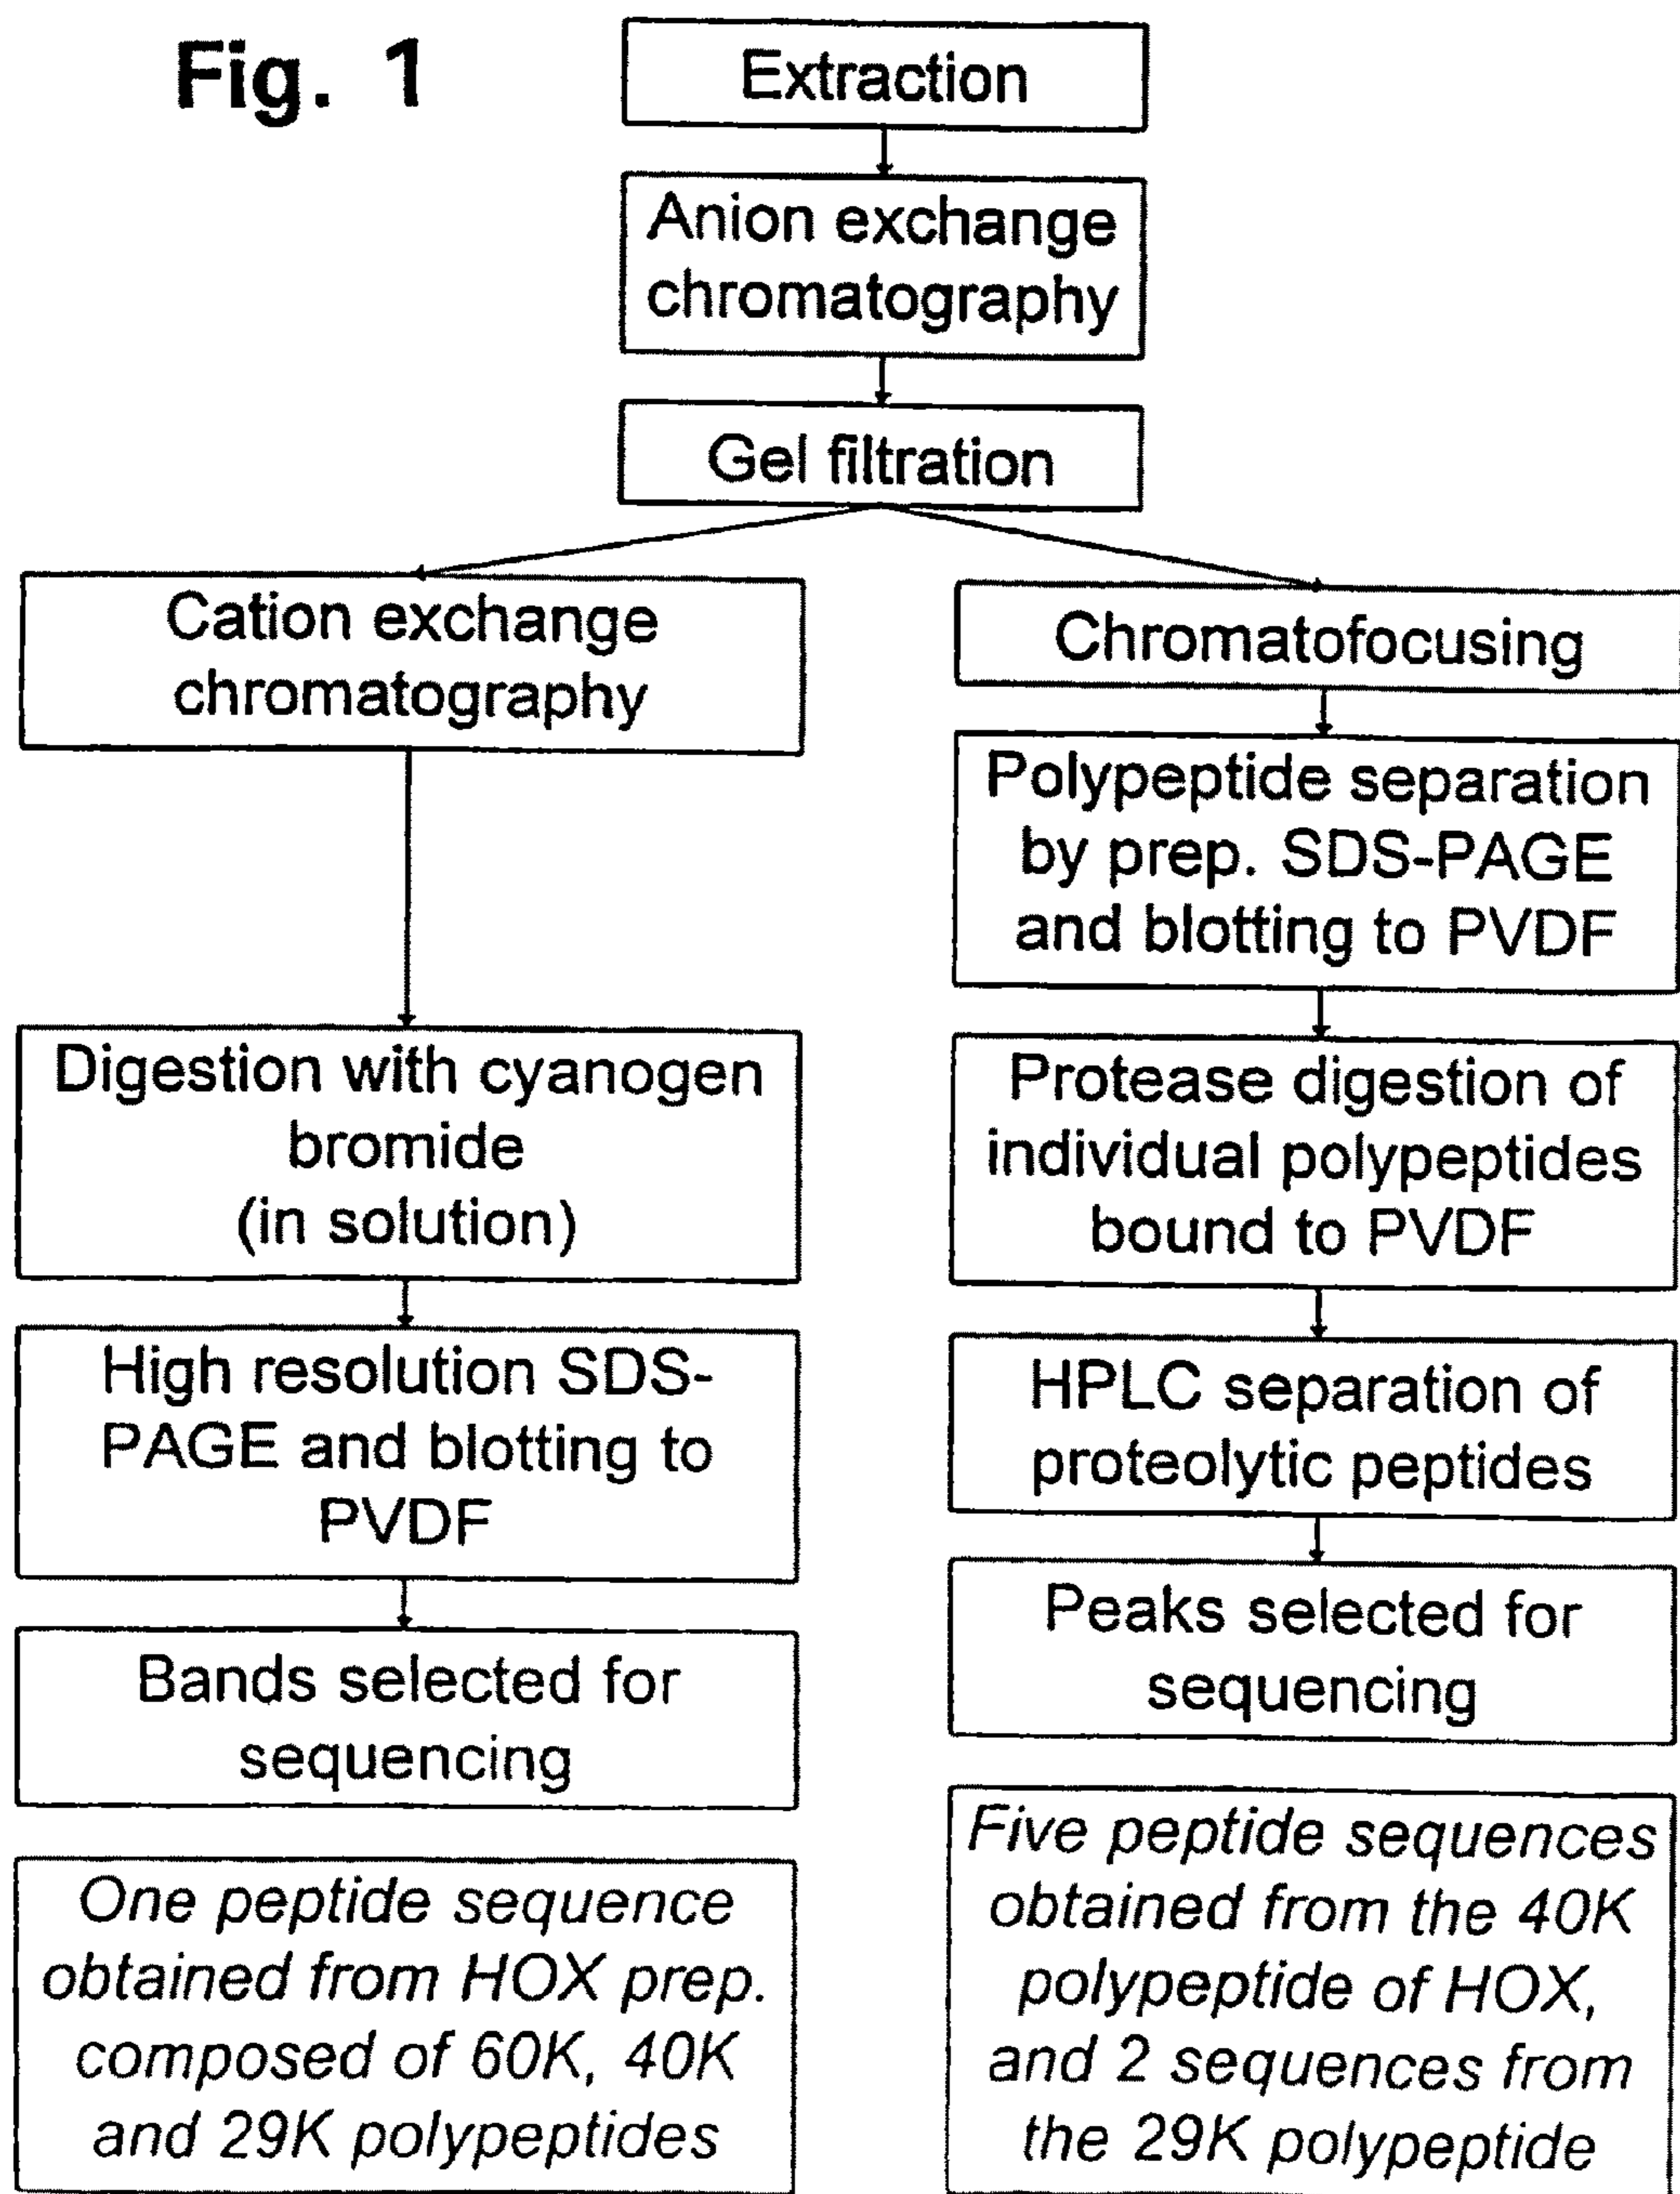 Fig. 1
Extraction
Anion exchange
chromatography
Gel filtration
Cation exchange
chromatography
Digestion with cyanogen
bromide
(in solution)
High resolution SDS-
PAGE and blotting to
PVDF
Bands selected for
sequencing
One peptide sequence
obtained from HOX prep.
composed of 60K, 40K
and 29K polypeptides
Chromatofocusing
Polypeptide separation
by prep. SDS-PAGE
and blotting to PVDF
Protease digestion of
individual polypeptides
bound to PVDF
HPLC separation of
proteolytic peptides
Peaks selected for
sequencing
Five peptide sequences
obtained from the 40K
polypeptide of HOX,
and 2 sequences from
the 29K polypeptide